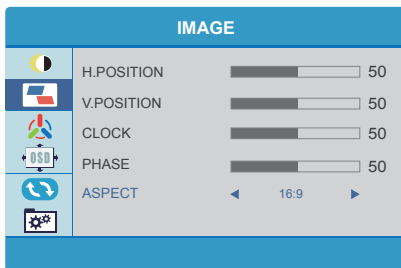 IMAGE
H.POSITION 50
V.POSITION 50
CLOCK 50
OSD
PHASE 50
ASPECT 16:9